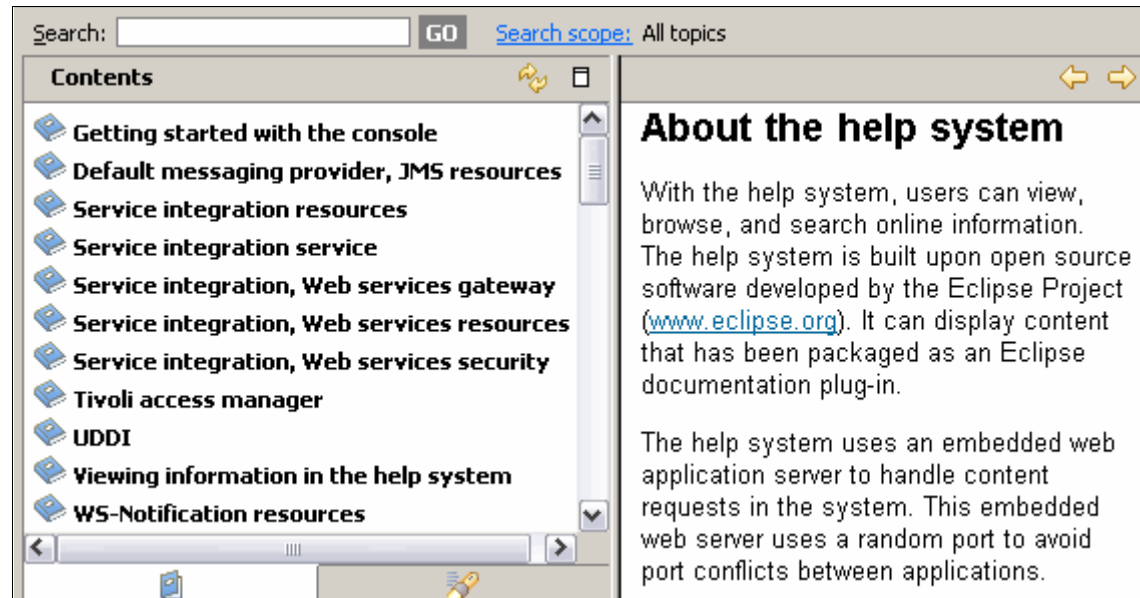 Search: GO Search scope: All topics
Contents
Getting started with the console
Default messaging provider, JMS resources
Service integration resources
Service integration service
Service integration, Web services gateway
Service integration, Web services resources
Service integration, Web services security
Tivoli access manager
UDDI
Viewing information in the help system
WS-Notification resources
About the help system
With the help system, users can view,
browse, and search online information.
The help system is built upon open source
software developed by the Eclipse Project
(www.eclipse.org). It can display content
that has been packaged as an Eclipse
documentation plug-in.
The help system uses an embedded web
application server to handle content
requests in the system. This embedded
web server uses a random port to avoid
port conflicts between applications.